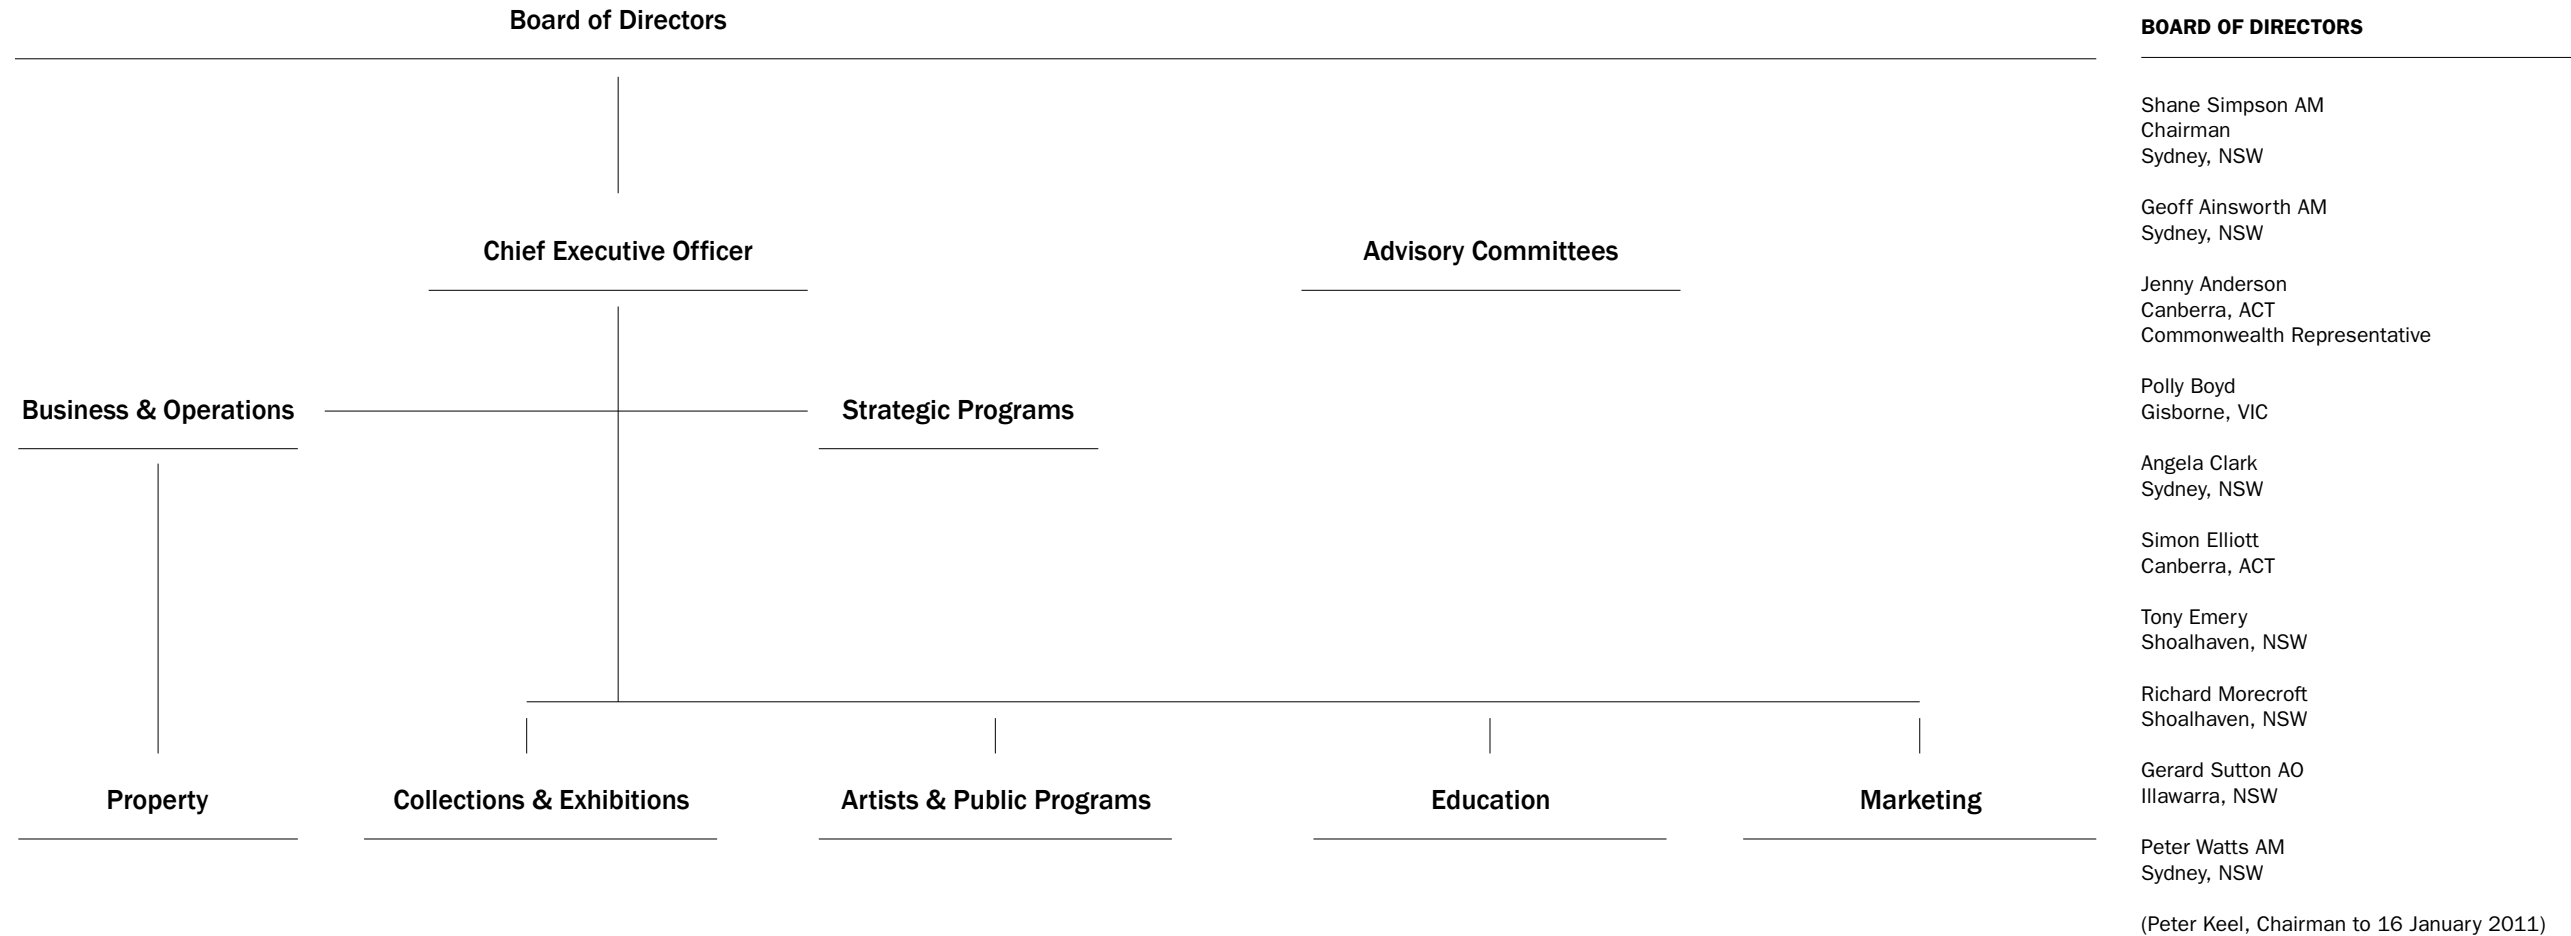 Board of Directors
Chief Executive Officer
Advisory Committees
Business & Operations
Strategic Programs
Property
Collections & Exhibitions
Artists & Public Programs
Education
Marketing
BOARD OF DIRECTORS
Shane Simpson AM
Chairman
Sydney, NSW
Geoff Ainsworth AM
Sydney, NSW
Jenny Anderson
Canberra, ACT
Commonwealth Representative
Polly Boyd
Gisborne, VIC
Angela Clark
Sydney, NSW
Simon Elliott
Canberra, ACT
Tony Emery
Shoalhaven, NSW
Richard Morecroft
Shoalhaven, NSW
Gerard Sutton AO
Illawarra, NSW
Peter Watts AM
Sydney, NSW
(Peter Keel, Chairman to 16 January 2011)